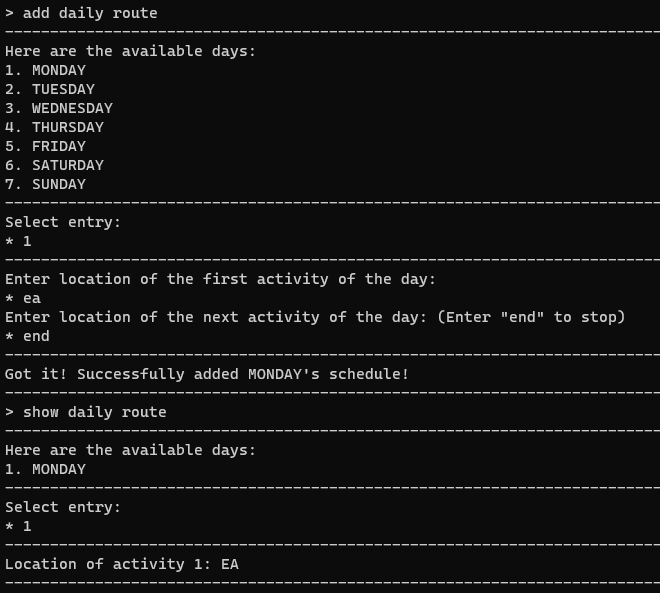 > add daily route
Here are the available days:
1. MONDAY
2. TUESDAY
3. WEDNESDAY
4. THURSDAY
5. FRIDAY
6. SATURDAY
7. SUNDAY
Select entry:
* 1
Enter location of the first activity of the day:
* ea
Enter location of the next activity of the day: (Enter "end" to stop)
* end
Got it! Successfully added MONDAY's schedule!
> show daily route
Here are the available days:
1. MONDAY
Select entry:
* 1
Location of activity 1: EA